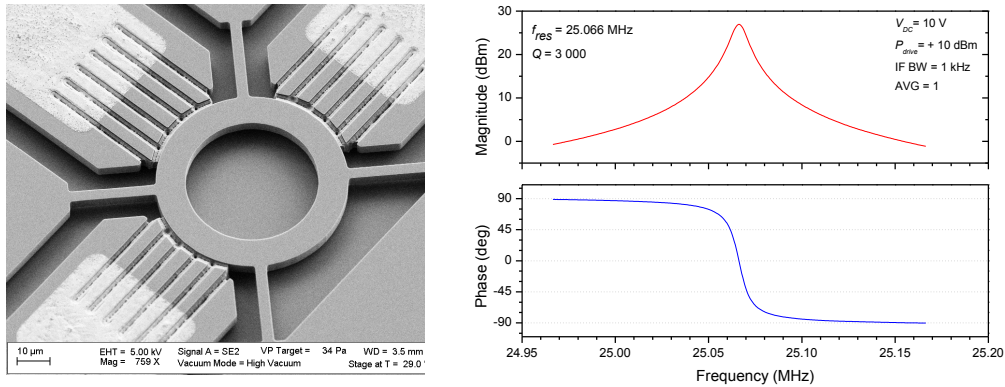 10 µm
EHT = 5.00 kV
Signal A = SE2
VP Target = 34 Pa
WD = 3.5 mm
Mag = 759 X
Vacuum Mode = High Vacuum
Stage at T = 29.0
Magnitude (dBm)
30
20
10
0
fres = 25.066 MHz
Q = 3 000
VDC = 10 V
Pdrive = + 10 dBm
IF BW = 1 kHz
AVG = 1
Phase (deg)
90
45
0
-45
-90
24.95 25.00 25.05 25.10 25.15 25.20
Frequency (MHz)